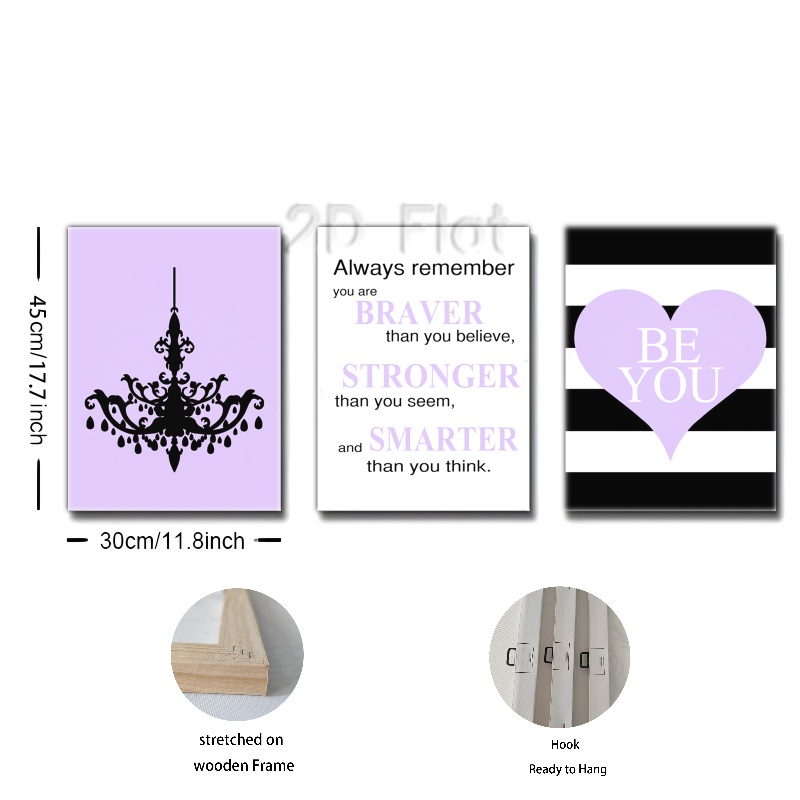 2D Flat
45cm/17.7inch
Always remember
you are
BRAVER
than you believe,
STRONGER
than you seem,
and SMARTER
than you think.
BE
YOU
30cm/11.8inch
stretched on
wooden Frame
Hook
Ready to Hang